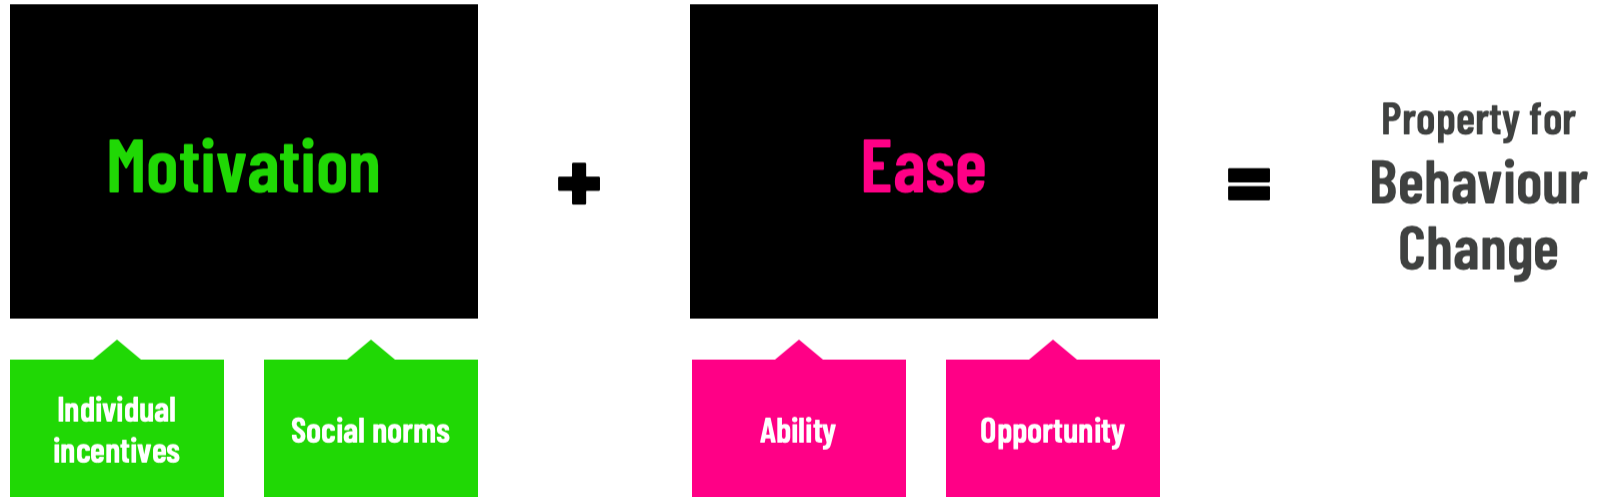 Motivation
+
Ease
=
Property for
Behaviour
Change
Individual
incentives
Social norms
Ability
Opportunity